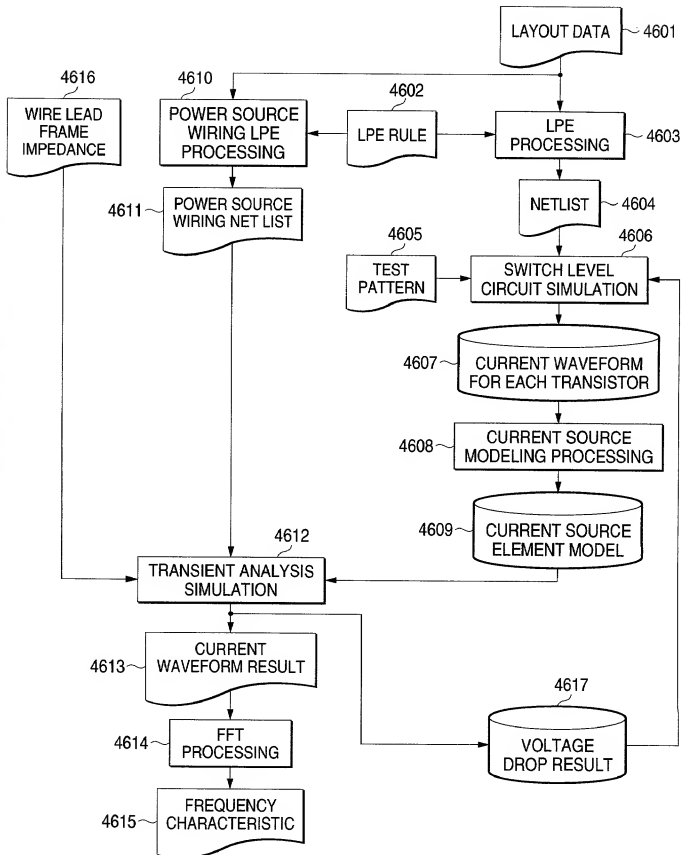 LAYOUT DATA
4601
4616
4610
4602
WIRE LEAD
FRAME
IMPEDANCE
POWER SOURCE
WIRING LPE
PROCESSING
LPE RULE
LPE
PROCESSING
4603
4611
POWER SOURCE
WIRING NET LIST
NETLIST
4604
4605
4606
TEST
PATTERN
SWITCH LEVEL
CIRCUIT SIMULATION
4607
CURRENT WAVEFORM
FOR EACH TRANSISTOR
4608
CURRENT SOURCE
MODELING PROCESSING
4609
CURRENT SOURCE
ELEMENT MODEL
4612
TRANSIENT ANALYSIS
SIMULATION
4613
CURRENT
WAVEFORM RESULT
4617
4614
FFT
PROCESSING
VOLTAGE
DROP RESULT
4615
FREQUENCY
CHARACTERISTIC